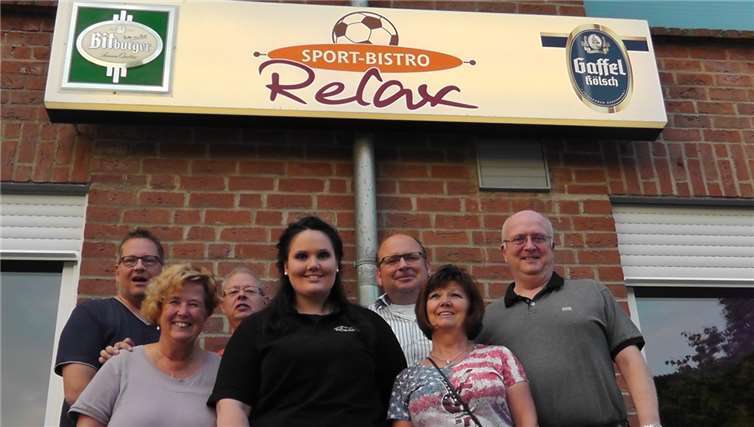 Bitburger
SPORT-BISTRO
Relax
Gaffel
Kölsch